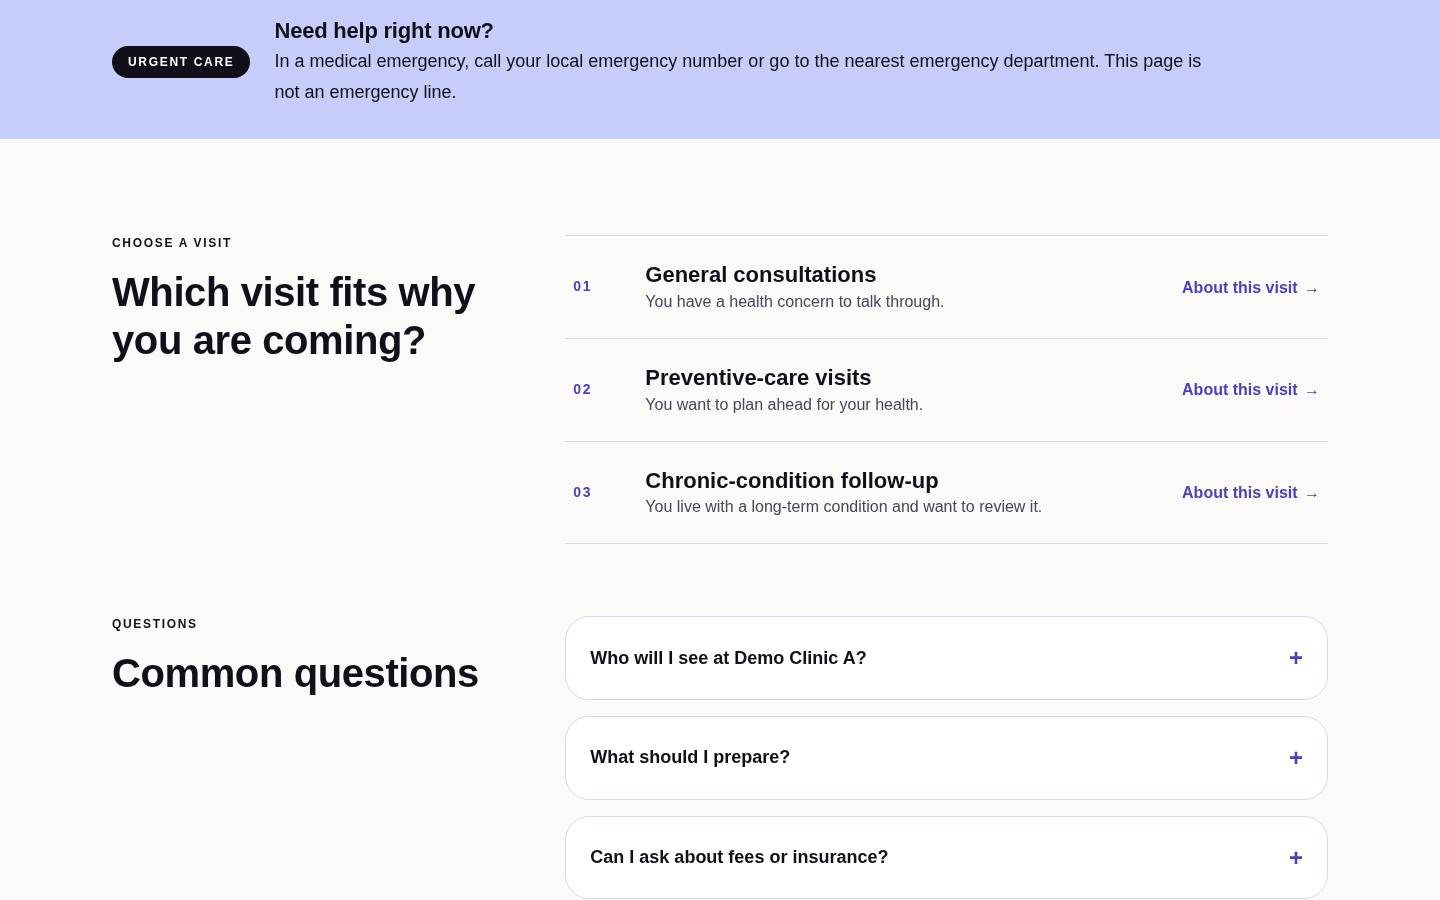 Need help right now?
URGENT CARE
In a medical emergency, call your local emergency number or go to the nearest emergency department. This page is
not an emergency line.
CHOOSE A VISIT
Which visit fits why
you are coming?
01
General consultations
You have a health concern to talk through.
About this visit →
02
Preventive-care visits
You want to plan ahead for your health.
About this visit →
03
Chronic-condition follow-up
You live with a long-term condition and want to review it.
About this visit →
QUESTIONS
Common questions
Who will I see at Demo Clinic A?
+
What should I prepare?
+
Can I ask about fees or insurance?
+